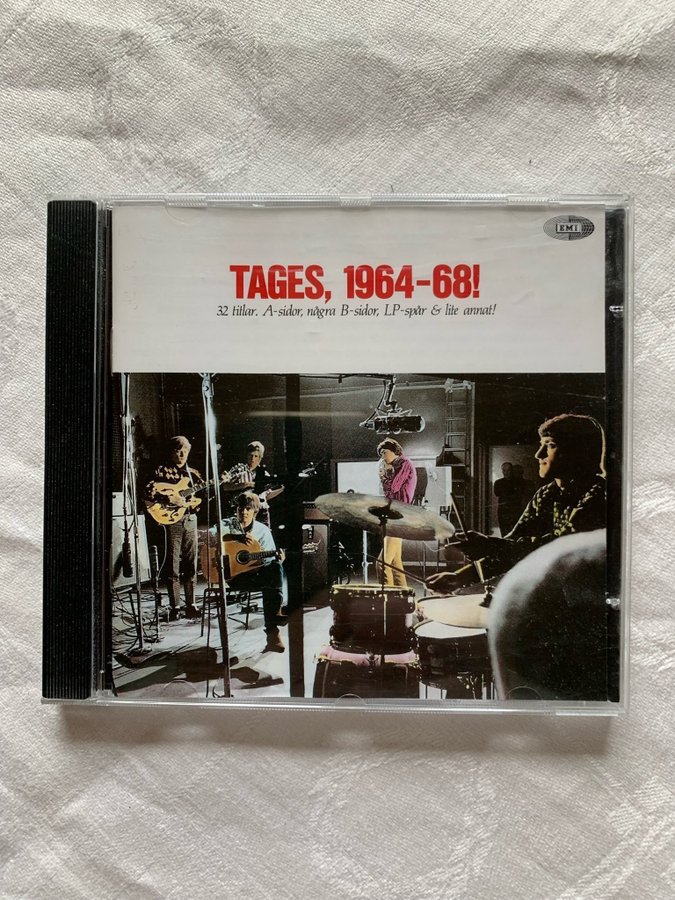 EMI
TAGES, 1964-68!
32 titlar. A-sidor, några B-sidor, LP-spår & lite annat!